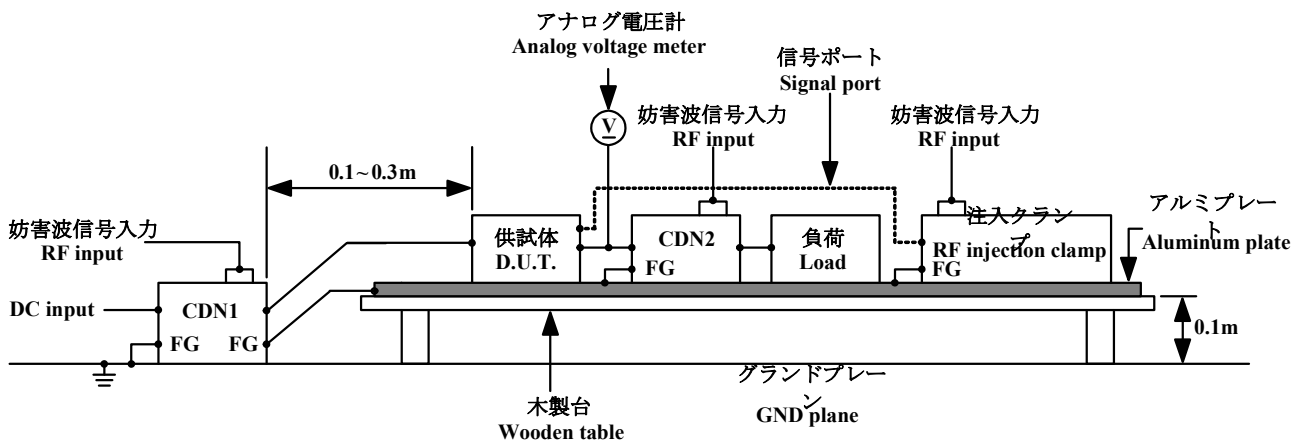 アナログ電圧計
Analog voltage meter
信号ポート
Signal port
妨害波信号入力
RF input
妨害波信号入力
RF input
V
0.1~0.3m
妨害波信号入力
RF input
供試体
D.U.T.
CDN2
FG
負荷
Load
注入クラン
プ
RF injection clamp
FG
アルミプレー
ト
Aluminum plate
DC input
CDN1
FG
FG
0.1m
木製台
Wooden table
グランドプレー
ン
GND plane